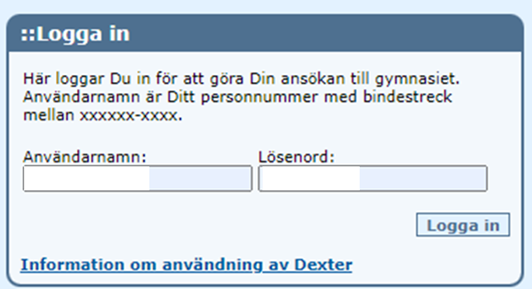 ::Logga in
Här loggar Du in för att göra Din ansökan till gymnasiet.
Användarnamn är Ditt personnummer med bindestreck
mellan xxxxxx-xxxx.
Användarnamn: Lösenord:
Logga in
Information om användning av Dexter